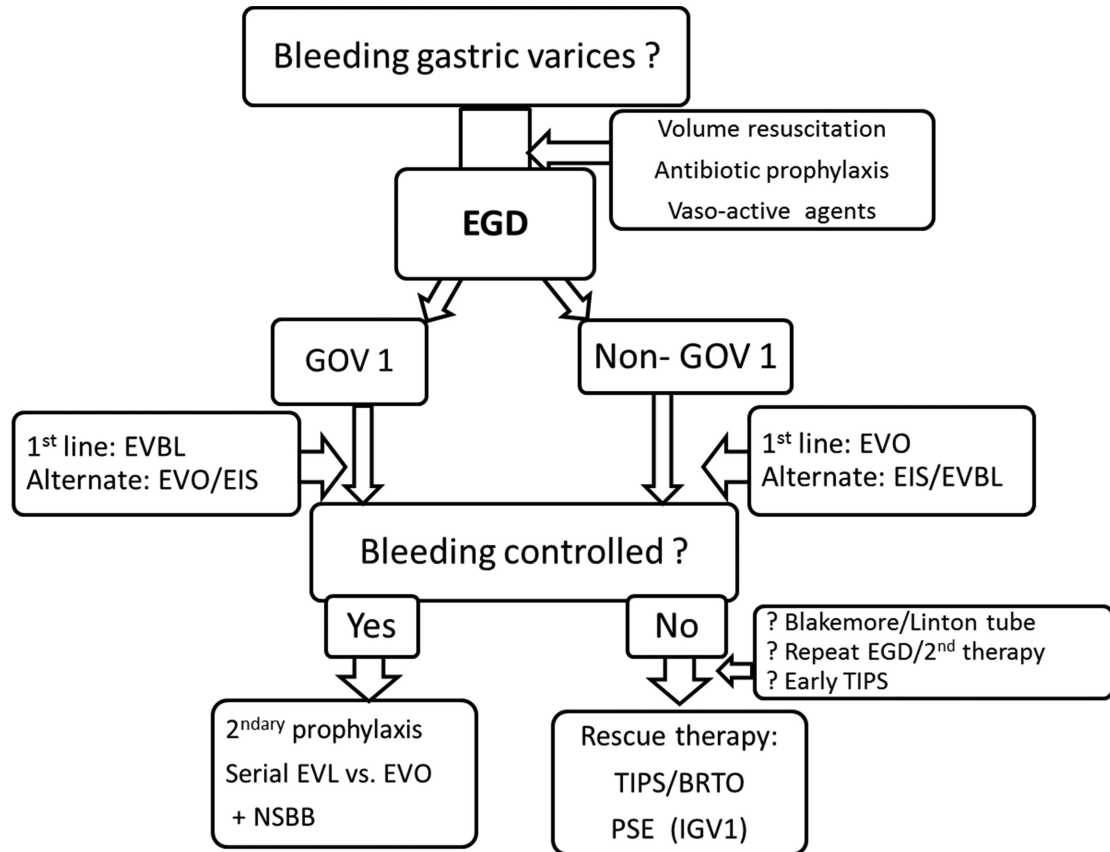 Bleeding gastric varices ?
Volume resuscitation
Antibiotic prophylaxis
Vaso-active agents
EGD
GOV 1
Non- GOV 1
1st line: EVBL
Alternate: EVO/EIS
1st line: EVO
Alternate: EIS/EVBL
Bleeding controlled ?
Yes
No
? Blakemore/Linton tube
? Repeat EGD/2nd therapy
? Early TIPS
2ndary prophylaxis
Serial EVL vs. EVO
+ NSBB
Rescue therapy:
TIPS/BRTO
PSE (IGV1)